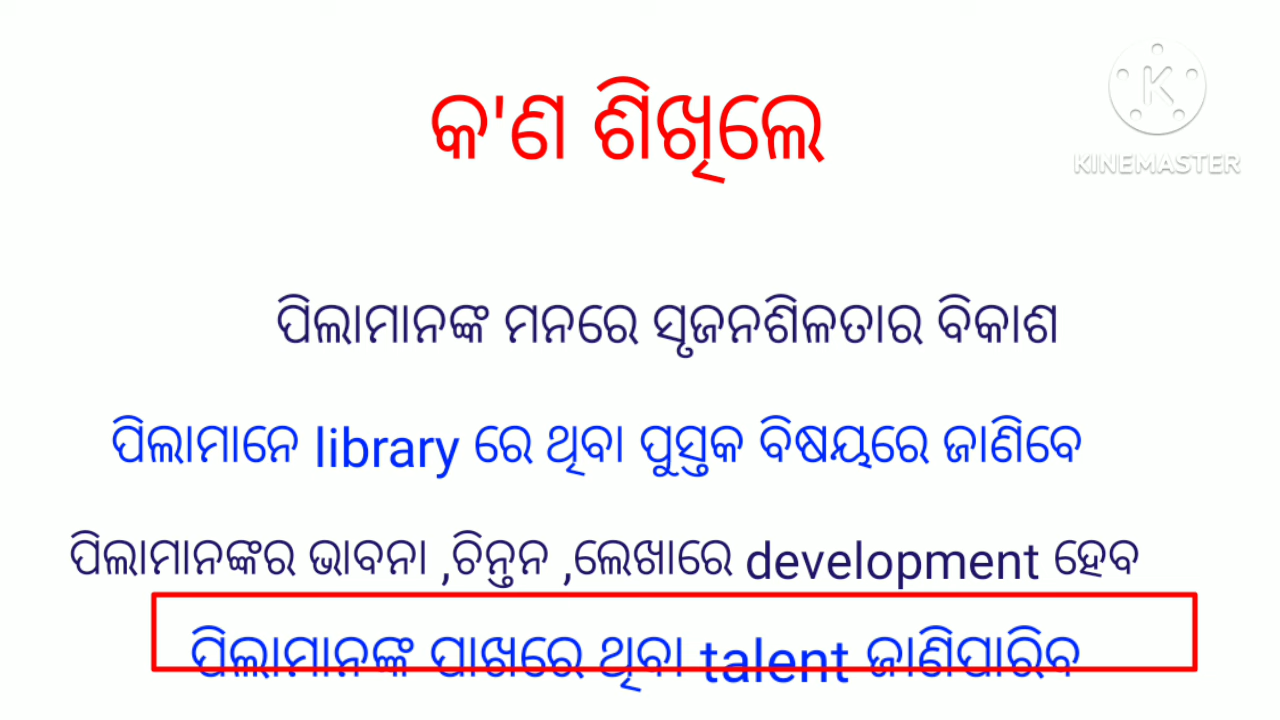 କ'ଣ ଶିଖିଲେ
KINEMASTER
ପିଲାମାନଙ୍କ ମନରେ ସୃଜନଶିଳତାର ବିକାଶ
ପିଲାମାନେ library ରେ ଥିବା ପୁସ୍ତକ ବିଷୟରେ ଜାଣିବେ
ପିଲାମାନଙ୍କର ଭାବନା ,ଚିନ୍ତନ ,ଲେଖାରେ development ହେବ
ପିଲାମାନଙ୍କ ପାଖରେ ଥିବା talent ଜାଣିପାରିବ